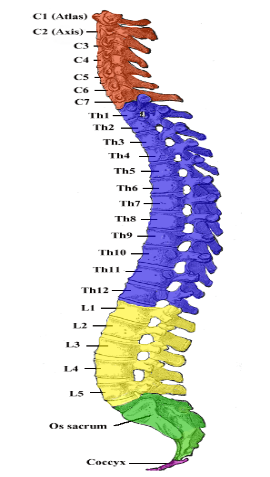 C1 (Atlas)
C2 (Axis)
C3
C4
C5
C6
C7
Th1
Th2
Th3
Th4
Th5
Th6
Th7
Th8
Th9
Th10
Th11
Th12
L1
L2
L3
L4
L5
Os sacrum
Coccyx